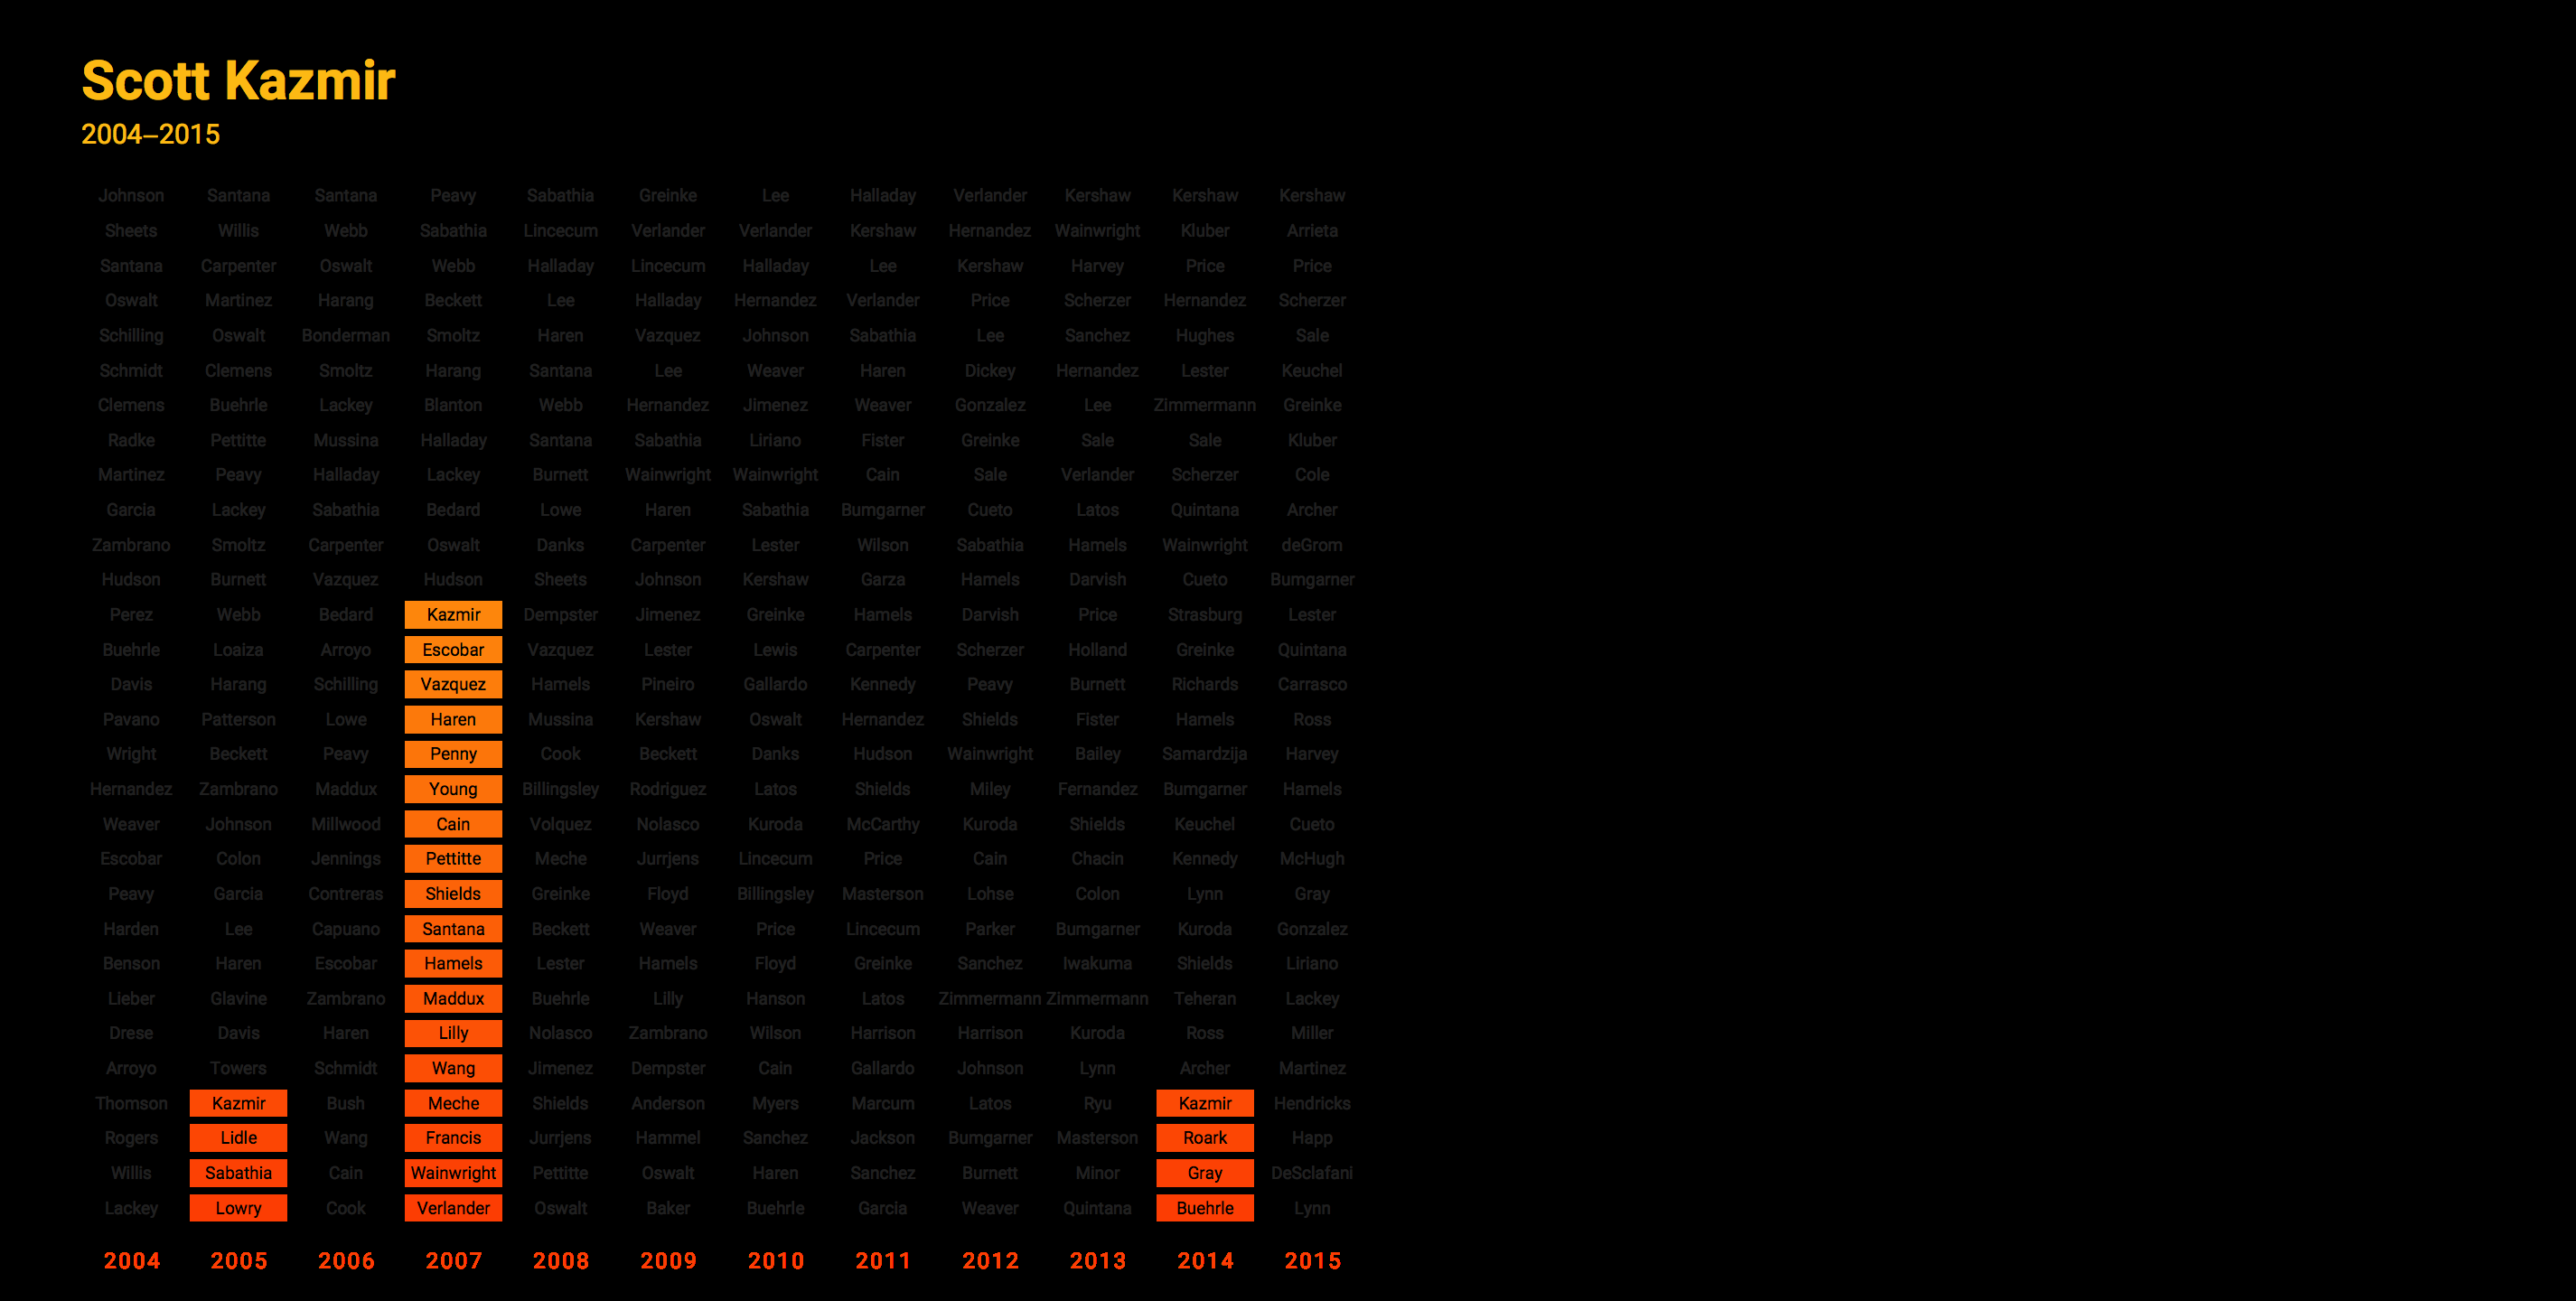 Scott Kazmir
2004–2015
Johnson Santana Santana Peavy Sabathia Greinke Lee Halladay Verlander Kershaw Kershaw Kershaw
Sheets Willis Webb Sabathia Lincecum Verlander Verlander Kershaw Hernandez Wainwright Kluber Arrieta
Santana Carpenter Oswalt Webb Halladay Lincecum Halladay Lee Kershaw Harvey Price Price
Oswalt Martinez Harang Beckett Lee Halladay Hernandez Verlander Price Scherzer Hernandez Scherzer
Schilling Oswalt Bonderman Smoltz Haren Vazquez Johnson Sabathia Lee Sanchez Hughes Sale
Schmidt Clemens Smoltz Harang Santana Lee Weaver Haren Dickey Hernandez Lester Keuchel
Clemens Buehrle Lackey Blanton Webb Hernandez Jimenez Weaver Gonzalez Lee Zimmermann Greinke
Radke Pettitte Mussina Halladay Santana Sabathia Liriano Fister Greinke Sale Sale Kluber
Martinez Peavy Halladay Lackey Burnett Wainwright Wainwright Cain Sale Verlander Scherzer Cole
Garcia Lackey Sabathia Bedard Lowe Haren Sabathia Bumgarner Cueto Latos Quintana Archer
Zambrano Smoltz Carpenter Oswalt Danks Carpenter Lester Wilson Sabathia Hamels Wainwright deGrom
Hudson Burnett Vazquez Hudson Sheets Johnson Kershaw Garza Hamels Darvish Cueto Bumgarner
Perez Webb Bedard Kazmir Dempster Jimenez Greinke Hamels Darvish Price Strasburg Lester
Buehrle Loaiza Arroyo Escobar Vazquez Lester Lewis Carpenter Scherzer Holland Greinke Quintana
Davis Harang Schilling Vazquez Hamels Pineiro Gallardo Kennedy Peavy Burnett Richards Carrasco
Pavano Patterson Lowe Haren Mussina Kershaw Oswalt Hernandez Shields Fister Hamels Ross
Wright Beckett Peavy Penny Cook Beckett Danks Hudson Wainwright Bailey Samardzija Harvey
Hernandez Zambrano Maddux Young Billingsley Rodriguez Latos Shields Miley Fernandez Bumgarner Hamels
Weaver Johnson Millwood Cain Volquez Nolasco Kuroda McCarthy Kuroda Shields Keuchel Cueto
Escobar Colon Jennings Pettitte Meche Jurrjens Lincecum Price Cain Chacin Kennedy McHugh
Peavy Garcia Contreras Shields Greinke Floyd Billingsley Masterson Lohse Colon Lynn Gray
Harden Lee Capuano Santana Beckett Weaver Price Lincecum Parker Bumgarner Kuroda Gonzalez
Benson Haren Escobar Hamels Lester Hamels Floyd Greinke Sanchez Iwakuma Shields Liriano
Lieber Glavine Zambrano Maddux Buehrle Lilly Hanson Latos Zimmermann Zimmermann Teheran Lackey
Drese Davis Haren Lilly Nolasco Zambrano Wilson Harrison Harrison Kuroda Ross Miller
Arroyo Towers Schmidt Wang Jimenez Dempster Cain Gallardo Johnson Lynn Archer Martinez
Thomson Kazmir Bush Meche Shields Anderson Myers Marcum Latos Ryu Kazmir Hendricks
Rogers Lidle Wang Francis Jurrjens Hammel Sanchez Jackson Bumgarner Masterson Roark Happ
Willis Sabathia Cain Wainwright Pettitte Oswalt Haren Sanchez Burnett Minor Gray DeSclafani
Lackey Lowry Cook Verlander Oswalt Baker Buehrle Garcia Weaver Quintana Buehrle Lynn
2004 2005 2006 2007 2008 2009 2010 2011 2012 2013 2014 2015